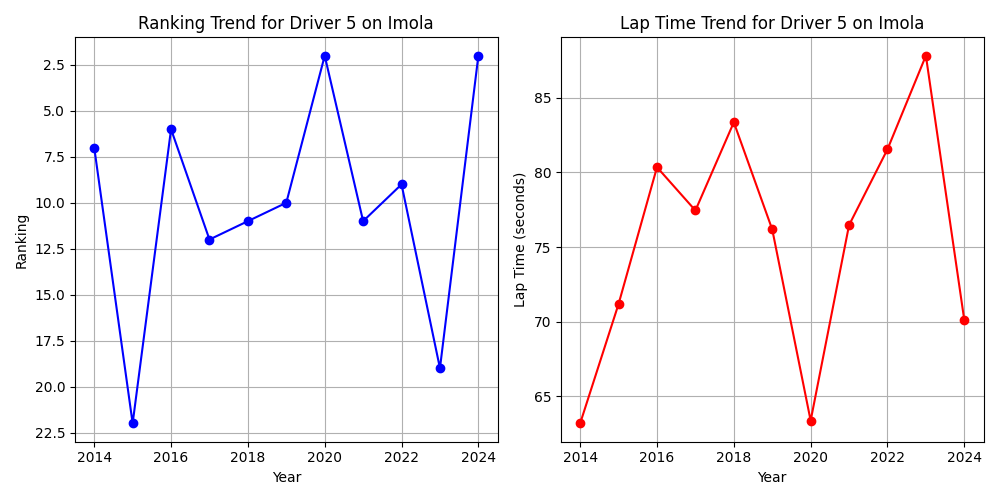 Ranking Trend for Driver 5 on Imola
Ranking
2.5
5.0
7.5
10.0
12.5
15.0
17.5
20.0
22.5
2014 2016 2018 2020 2022 2024
Year
Lap Time Trend for Driver 5 on Imola
Lap Time (seconds)
85
80
75
70
65
2014 2016 2018 2020 2022 2024
Year